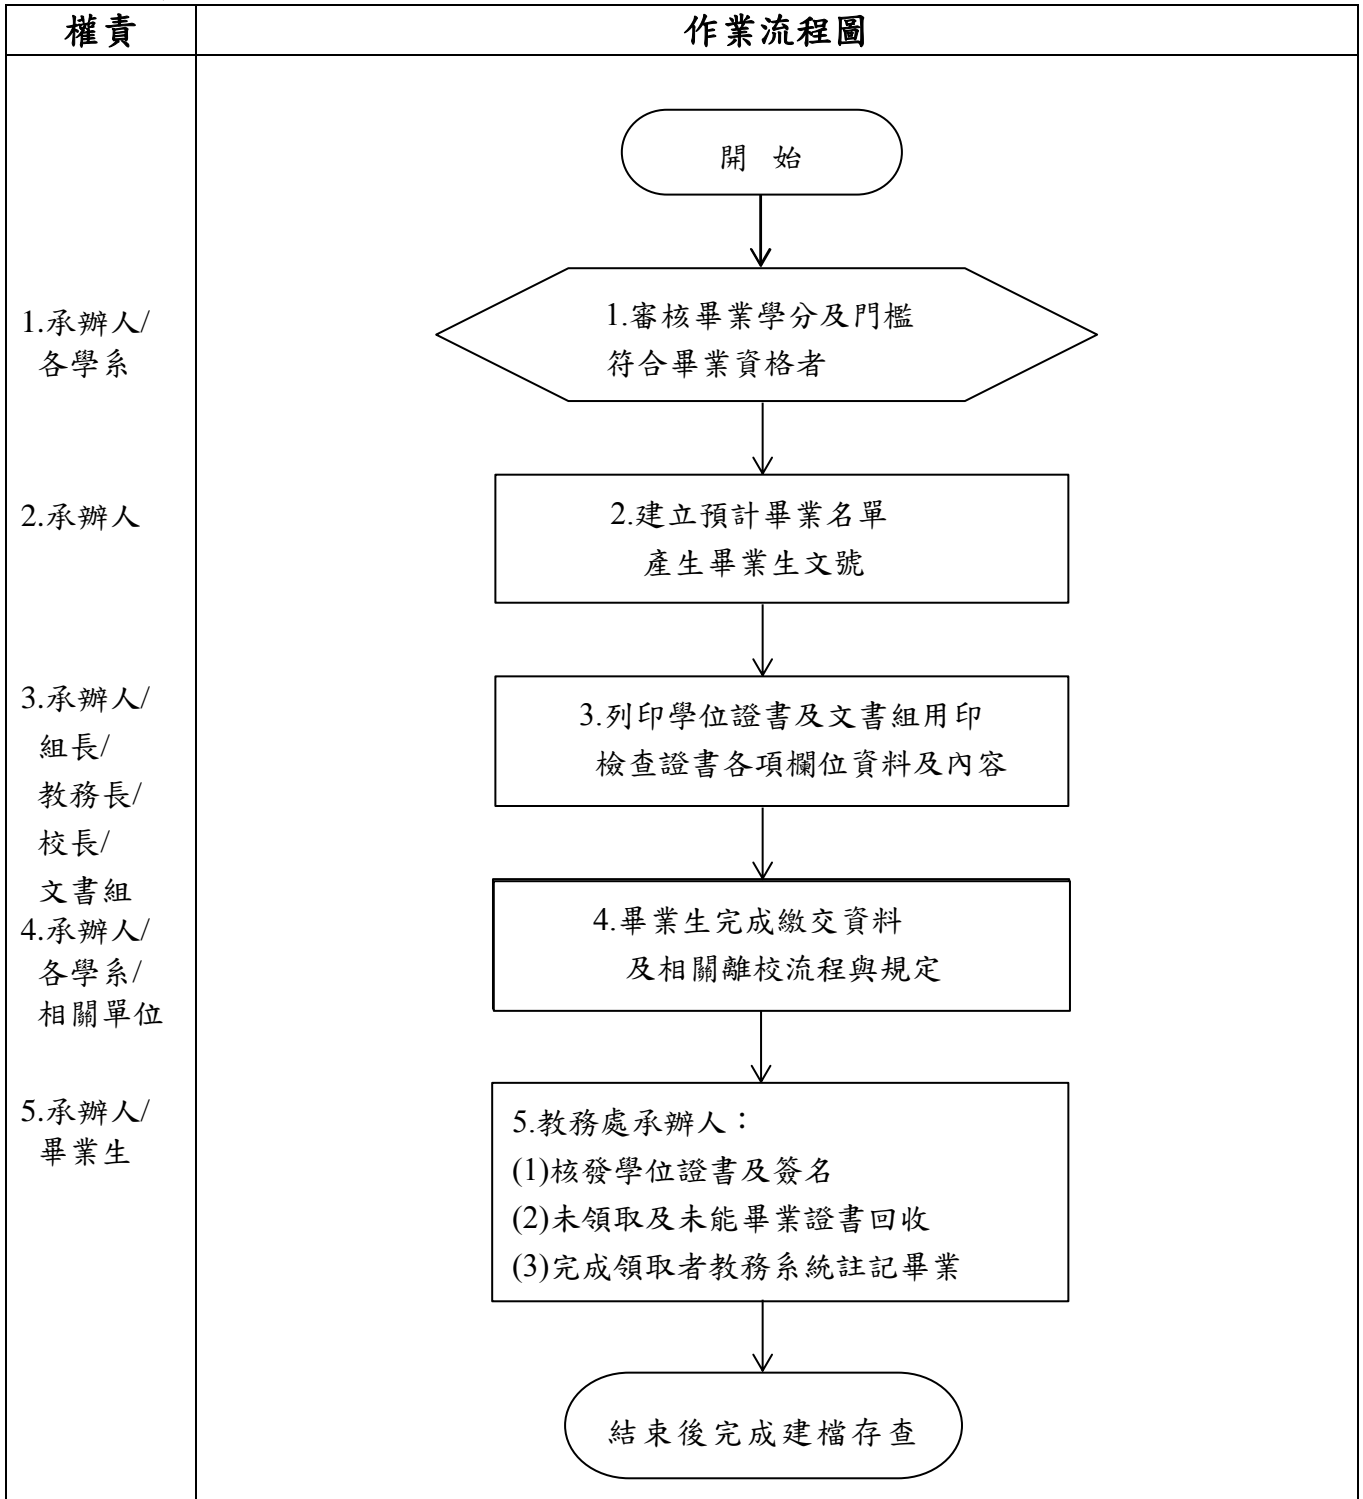 權責
作業流程圖
開 始
1.承辦人/
各學系
1.審核畢業學分及門檻
符合畢業資格者
2.承辦人
2.建立預計畢業名單
產生畢業生文號
3.承辦人/
組長/
教務長/
校長/
文書組
3.列印學位證書及文書組用印
檢查證書各項欄位資料及內容
4.承辦人/
各學系/
相關單位
4.畢業生完成繳交資料
及相關離校流程與規定
5.承辦人/
畢業生
5.教務處承辦人：
(1)核發學位證書及簽名
(2)未領取及未能畢業證書回收
(3)完成領取者教務系統註記畢業
結束後完成建檔存查